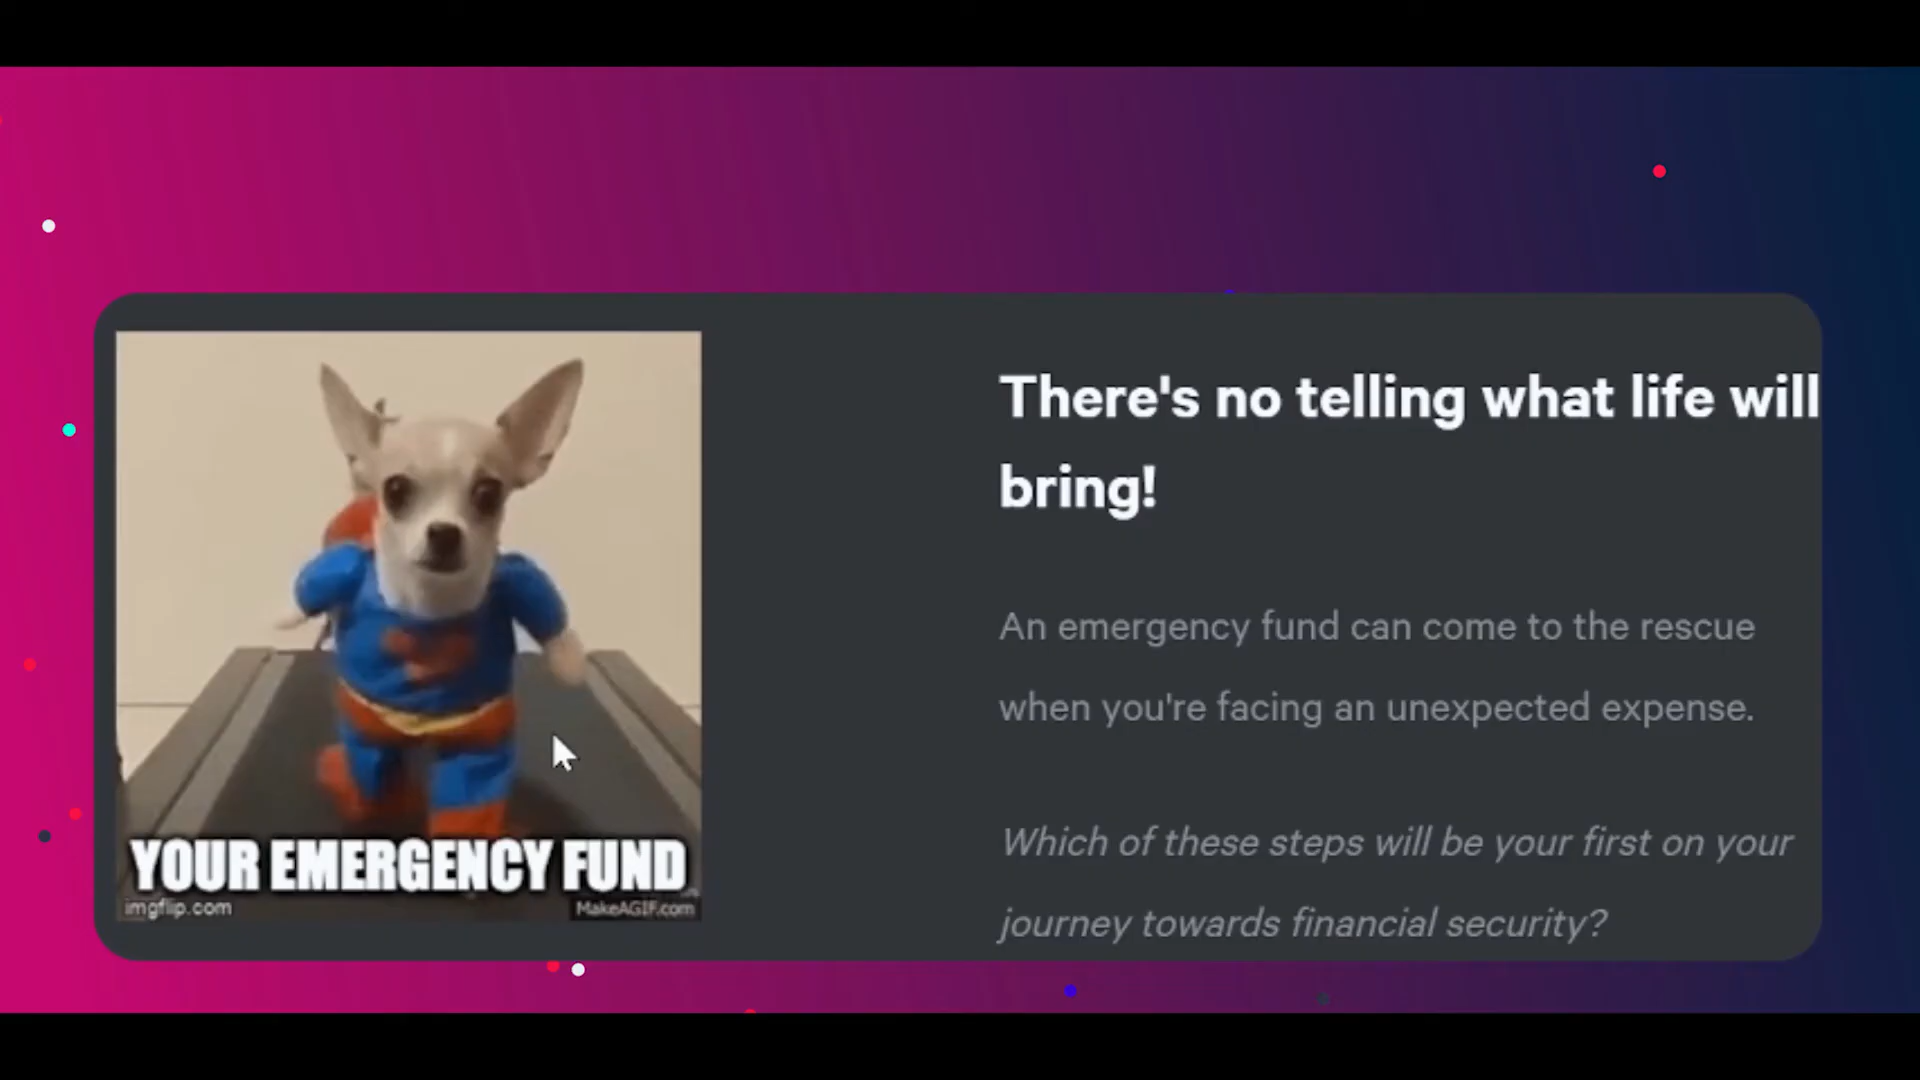 There's no telling what life will
bring!
An emergency fund can come to the rescue
when you're facing an unexpected expense.
Which of these steps will be your first on your
journey towards financial security?
YOUR EMERGENCY FUND
imgflip.com
MakeAGIF.com